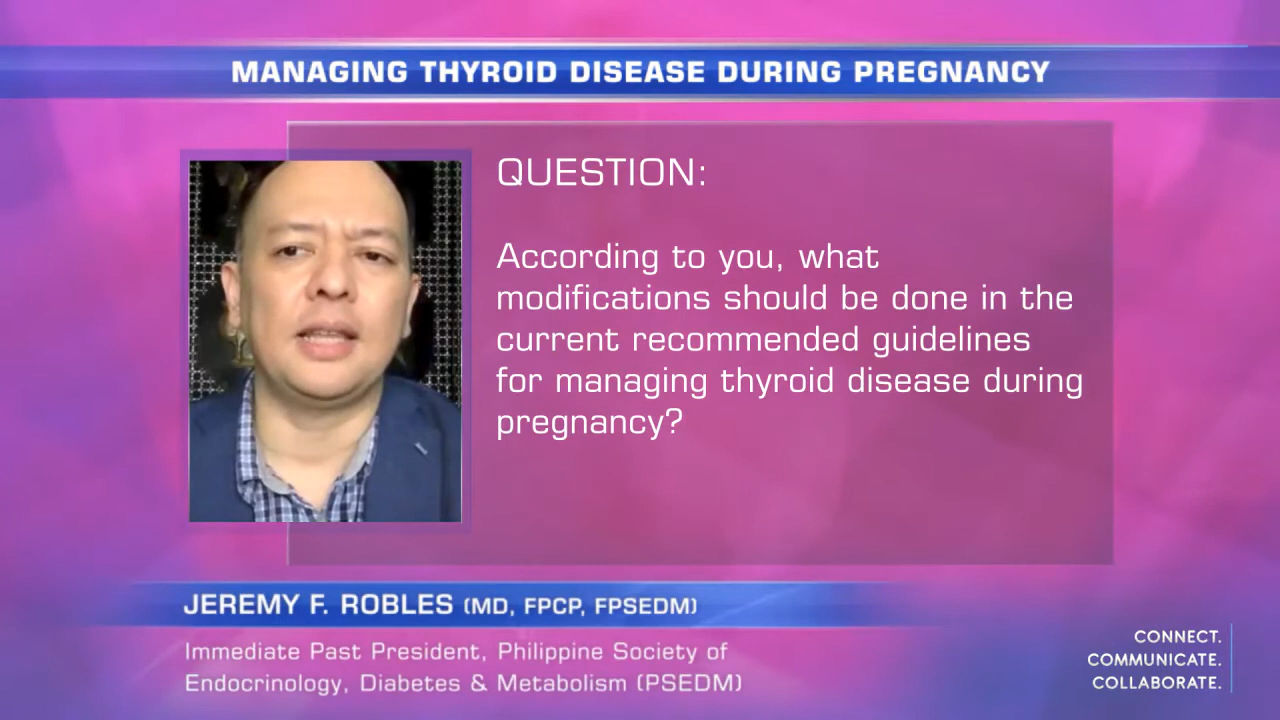 MANAGING THYROID DISEASE DURING PREGNANCY
QUESTION:
According to you, what
modifications should be done in the
current recommended guidelines
for managing thyroid disease during
pregnancy?
JEREMY F. ROBLES (MD, FPCP, FPSEDM)
Immediate Past President, Philippine Society of
Endocrinology, Diabetes & Metabolism (PSEDM)
CONNECT.
COMMUNICATE.
COLLABORATE.